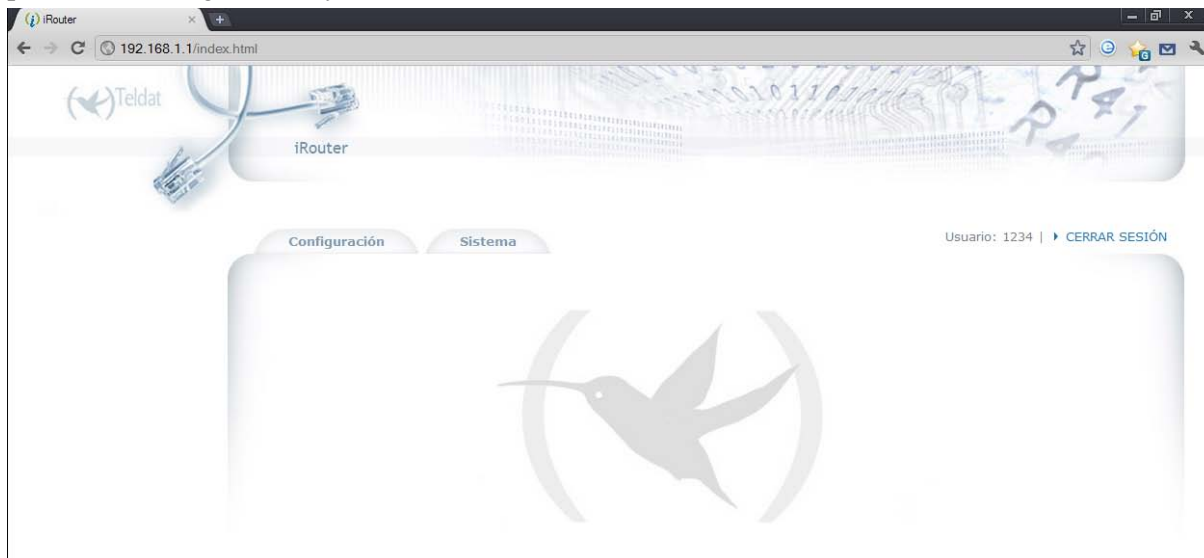 iRouter
192.168.1.1/index.html
Teldat
iRouter
Configuración
Sistema
Usuario: 1234 | CERRAR SESIÓN